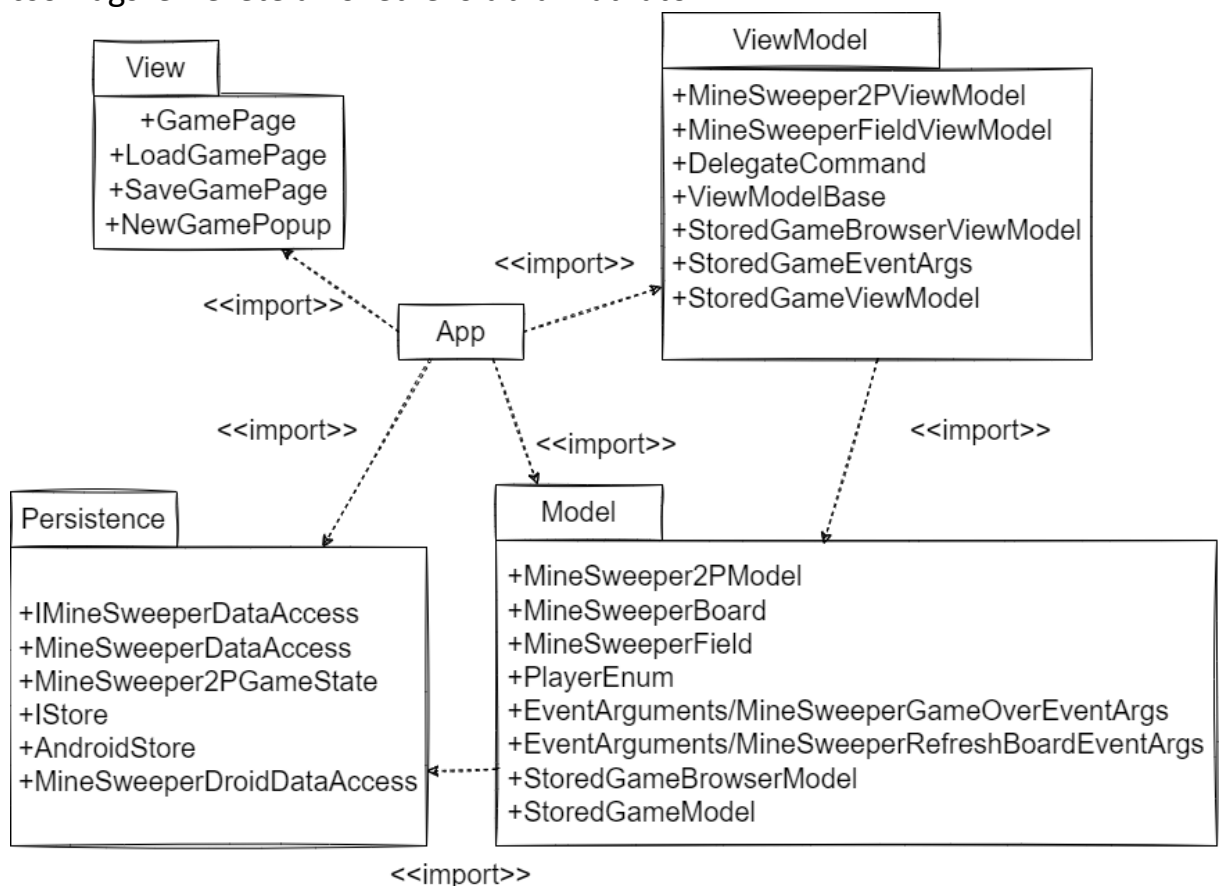 View
+GamePage
+LoadGamePage
+SaveGamePage
+NewGamePopup
ViewModel
+MineSweeper2PViewModel
+MineSweeperFieldViewModel
+DelegateCommand
+ViewModelBase
+StoredGameBrowserViewModel
+StoredGameEventArgs
+StoredGameViewModel
<<import>>
<<import>>
App
<<import>>
<<import>>
<<import>>
Persistence
+IMineSweeperDataAccess
+MineSweeperDataAccess
+MineSweeper2PGameState
+IStore
+AndroidStore
+MineSweeperDroidDataAccess
Model
+MineSweeper2PModel
+MineSweeperBoard
+MineSweeperField
+PlayerEnum
+EventArguments/MineSweeperGameOverEventArgs
+EventArguments/MineSweeperRefreshBoardEventArgs
+StoredGameBrowserModel
+StoredGameModel
<<import>>